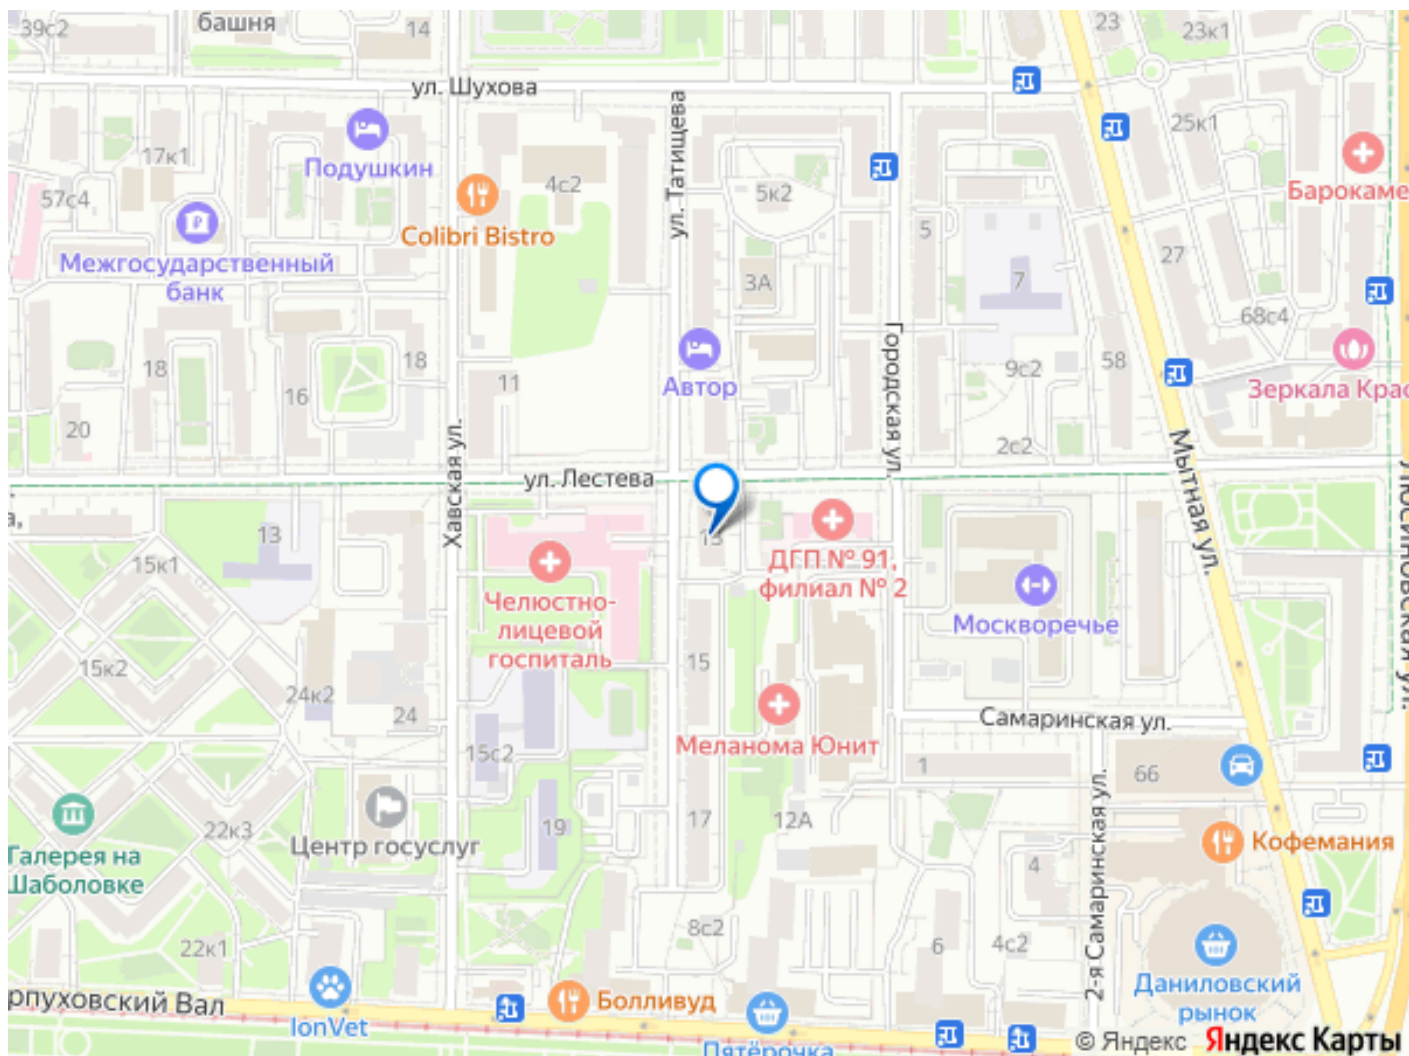 39с2
башня
14
23
23к1
ул. Шухова
25к1
17к1
Подушкин
4с2
ул. Татищева
5к2
Барокаме
57с4
Colibri Bistro
5
27
Межгосударственный
банк
3А
7
68с4
18
18
16
11
Автор
Городская ул.
9с2
58
Зеркала Крас
20
Хавская ул.
2с2
Мытная ул.
ул. Лестева
а,
13
13
15к1
ДГП № 91,
филиал № 2
Челюстно-
лицевой
госпиталь
Москворечье
15к2
15
24к2
24
Самаринская ул.
Меланома Юнит
15с2
1
66
2-я Самаринская ул.
22к3
Центр госуслуг
19
17
12А
Кофемания
Галерея на
Шаболовке
4
22к1
8с2
6
4с2
Даниловский
рынок
рпуховский Вал
IonVet
Болливуд
Пятёрочка
© Яндекс Яндекс Карты